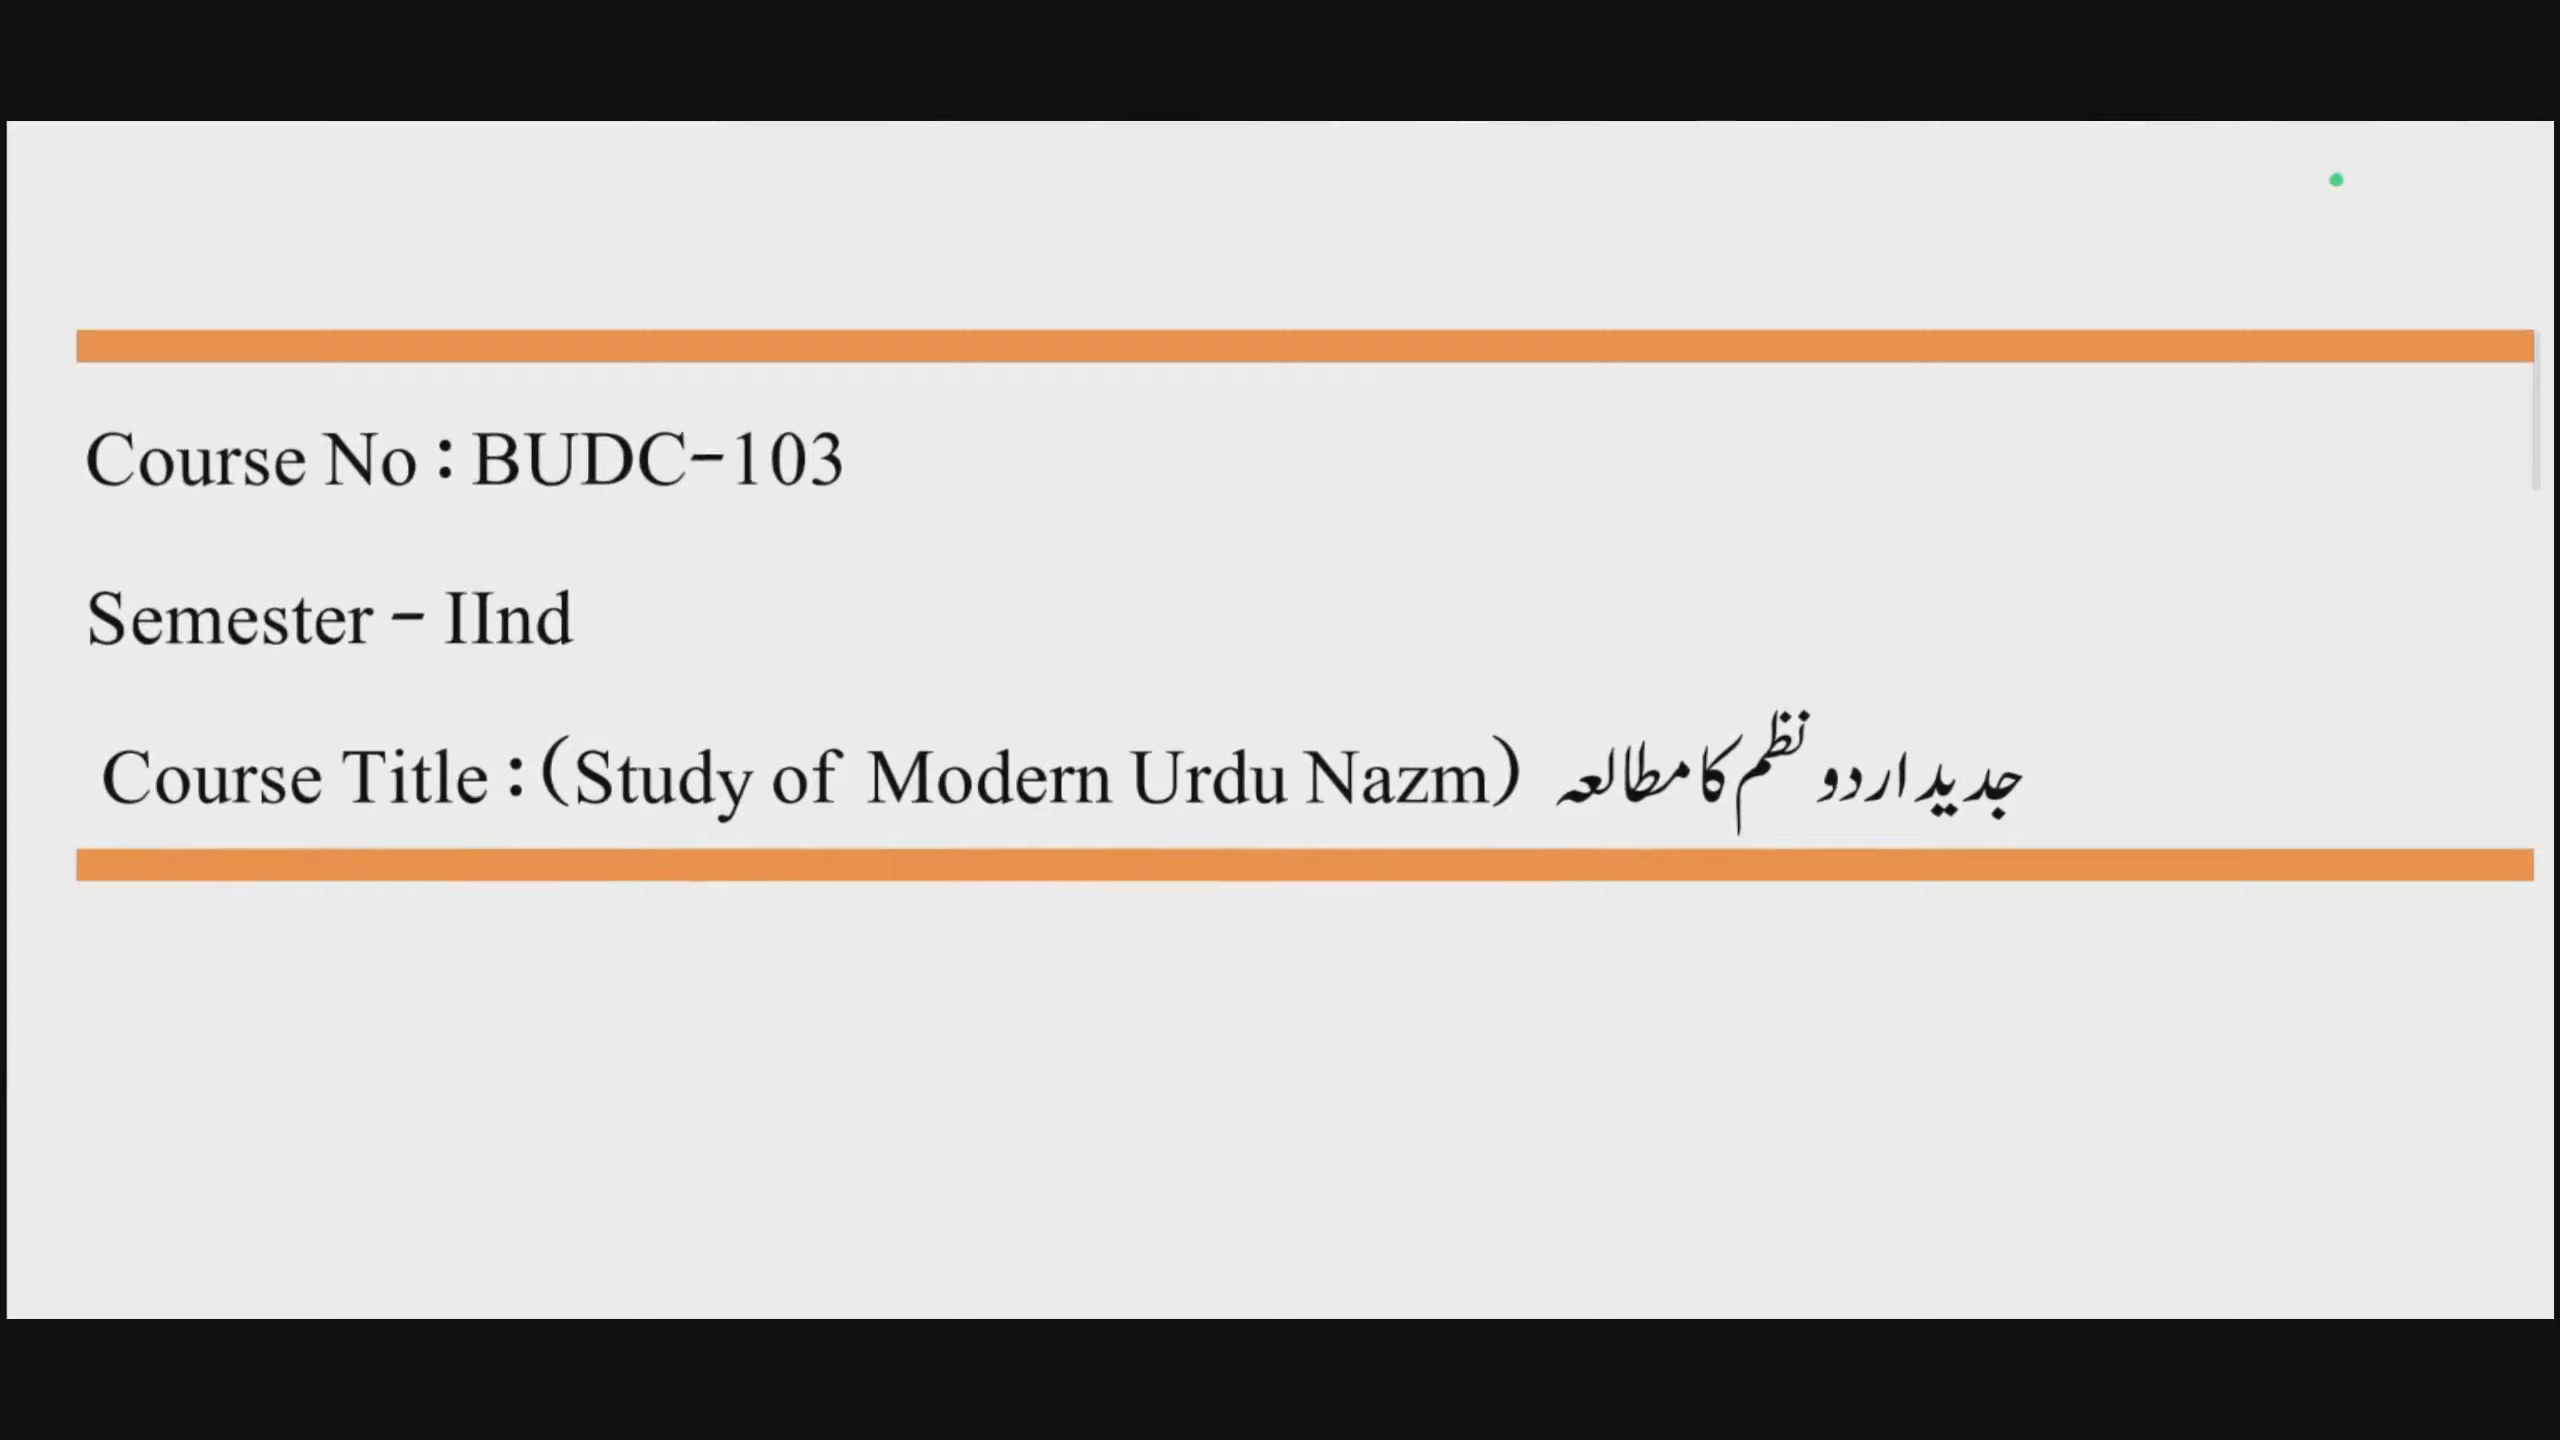 Course No : BUDC-103
Semester - IInd
Course Title : (Study of Modern Urdu Nazm) جدید اردو نظم کا مطالعہ